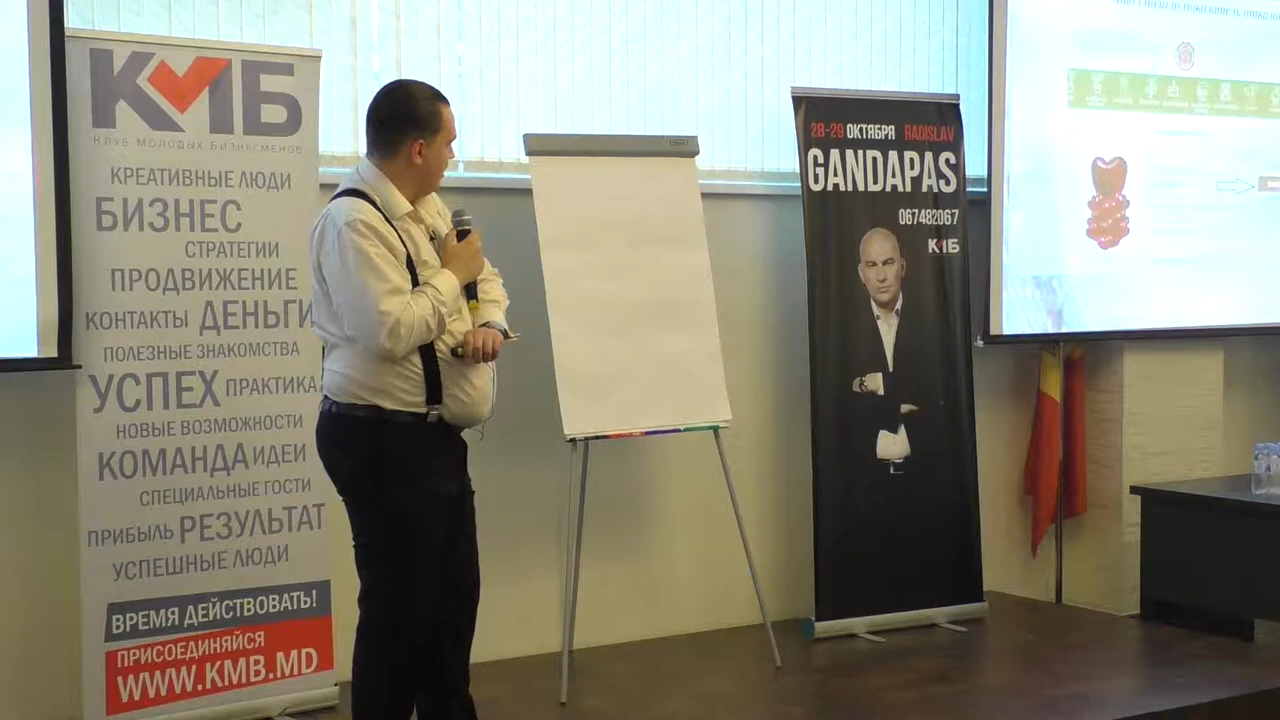 КМБ
КЛУБ МОЛОДЫХ БИЗНЕСМЕНОВ
КРЕАТИВНЫЕ ЛЮДИ
БИЗНЕС
СТРАТЕГИИ
ПРОДВИЖЕНИЕ
КОНТАКТЫ ДЕНЬГИ
ПОЛЕЗНЫЕ ЗНАКОМСТВА
УСПЕХ ПРАКТИКА
НОВЫЕ ВОЗМОЖНОСТИ
КОМАНДА ИДЕИ
СПЕЦИАЛЬНЫЕ ГОСТИ
ПРИБЫЛЬ РЕЗУЛЬТАТ
УСПЕШНЫЕ ЛЮДИ
ВРЕМЯ ДЕЙСТВОВАТЬ!
ПРИСОЕДИНЯЙСЯ
WWW.KMB.MD
28-29 ОКТЯБРЯ RADISLAV
GANDAPAS
067482067
КМБ